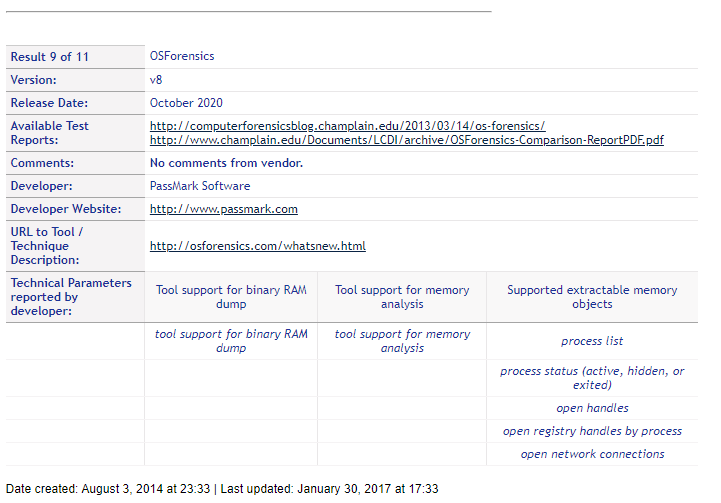 Result 9 of 11 OSForensics
Version: v8
Release Date: October 2020
Available Test http://computerforensicsblog.champlain.edu/2013/03/14/os-forensics/
Reports: http://www.champlain.edu/Documents/LCDI/archive/OSForensics-Comparison-ReportPDF.pdf
Comments: No comments from vendor.
Developer: PassMark Software
Developer Website: http://www.passmark.com
URL to Tool /
Technique
Description:
http://osforensics.com/whatsnew.html
Technical Parameters
reported by
developer:
Tool support for binary RAM
dump
Tool support for memory
analysis
Supported extractable memory
objects
tool support for binary RAM
dump
tool support for memory
analysis
process list
process status (active, hidden, or
exited)
open handles
open registry handles by process
open network connections
Date created: August 3, 2014 at 23:33 | Last updated: January 30, 2017 at 17:33